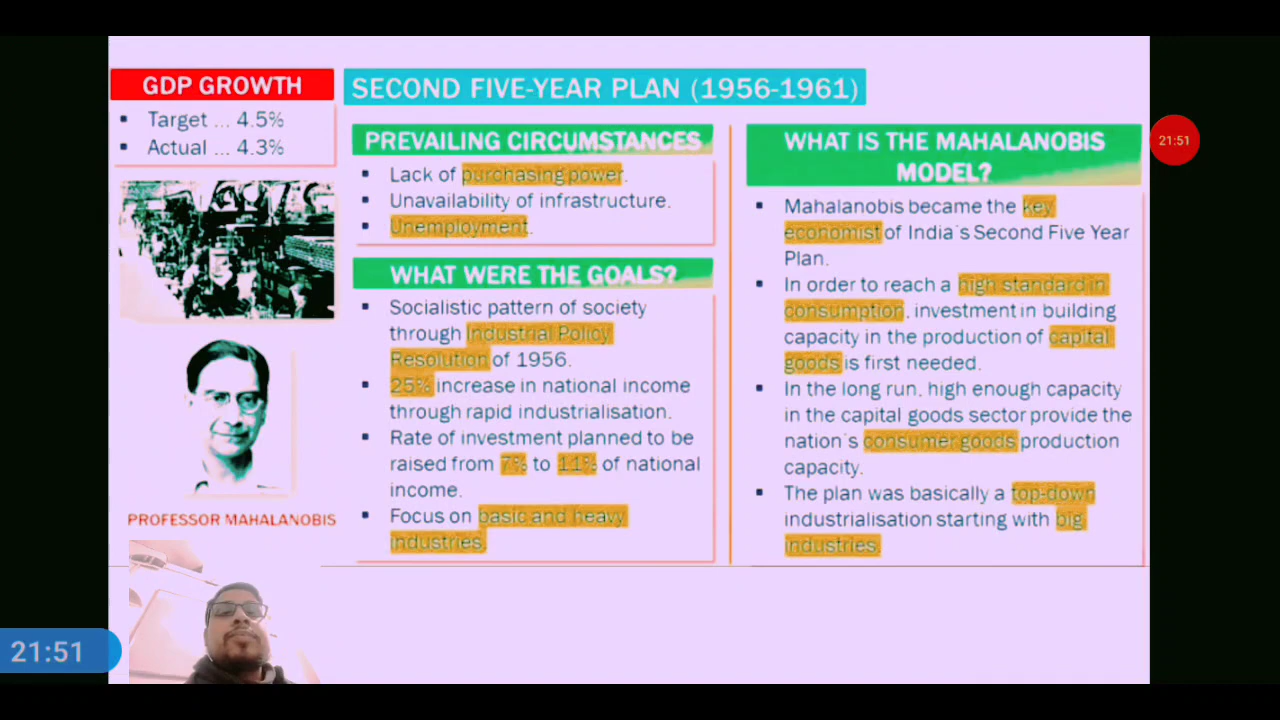 GDP GROWTH
▪ Target ... 4.5%
▪ Actual ... 4.3%
PROFESSOR MAHALANOBIS
SECOND FIVE-YEAR PLAN (1956-1961)
PREVAILING CIRCUMSTANCES
▪ Lack of purchasing power.
▪ Unavailability of infrastructure.
▪ Unemployment.
WHAT WERE THE GOALS?
▪ Socialistic pattern of society
through Industrial Policy
Resolution of 1956.
▪ 25% increase in national income
through rapid industrialisation.
▪ Rate of investment planned to be
raised from 7% to 11% of national
income.
▪ Focus on basic and heavy
industries.
WHAT IS THE MAHALANOBIS
MODEL?
▪ Mahalanobis became the key
economist of India's Second Five Year
Plan.
▪ In order to reach a high standard in
consumption, investment in building
capacity in the production of capital
goods is first needed.
▪ In the long run, high enough capacity
in the capital goods sector provide the
nation's consumer goods production
capacity.
▪ The plan was basically a top-down
industrialisation starting with big
industries.
21:51
21:51